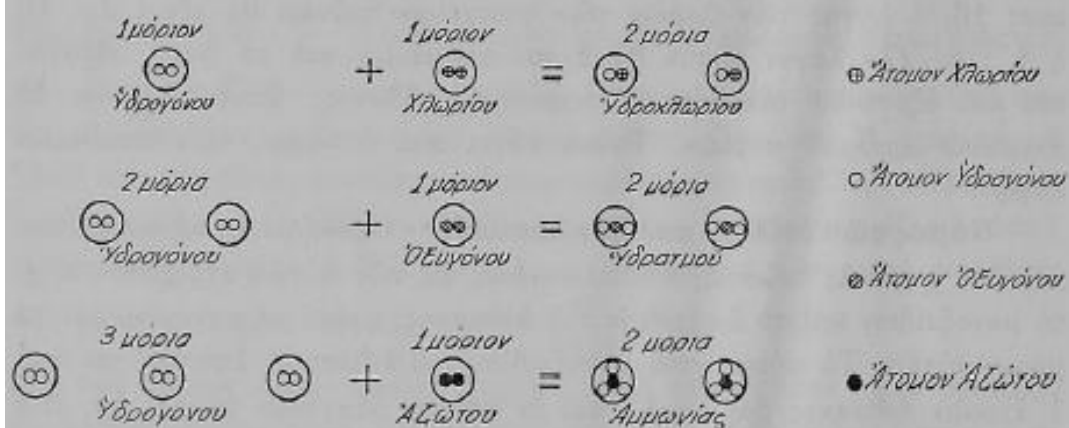 1 μόριον 1 μόριον 2 μόρια
+ =
Ὑδρογόνου Χλωρίου Ὑδροχλωρίου
Ἄτομον Χλωρίου
2 μόρια 1 μόριον 2 μόρια
Ἄτομον Ὑδρογόνου
+ =
Ὑδρογόνου Ὀξυγόνου Ὑδρατμοῦ
Ἄτομον Ὀξυγόνου
3 μόρια 1 μόριον 2 μόρια
+ =
Ἄτομον Ἀζώτου
Ὑδρογόνου Ἀζώτου Ἀμμωνίας